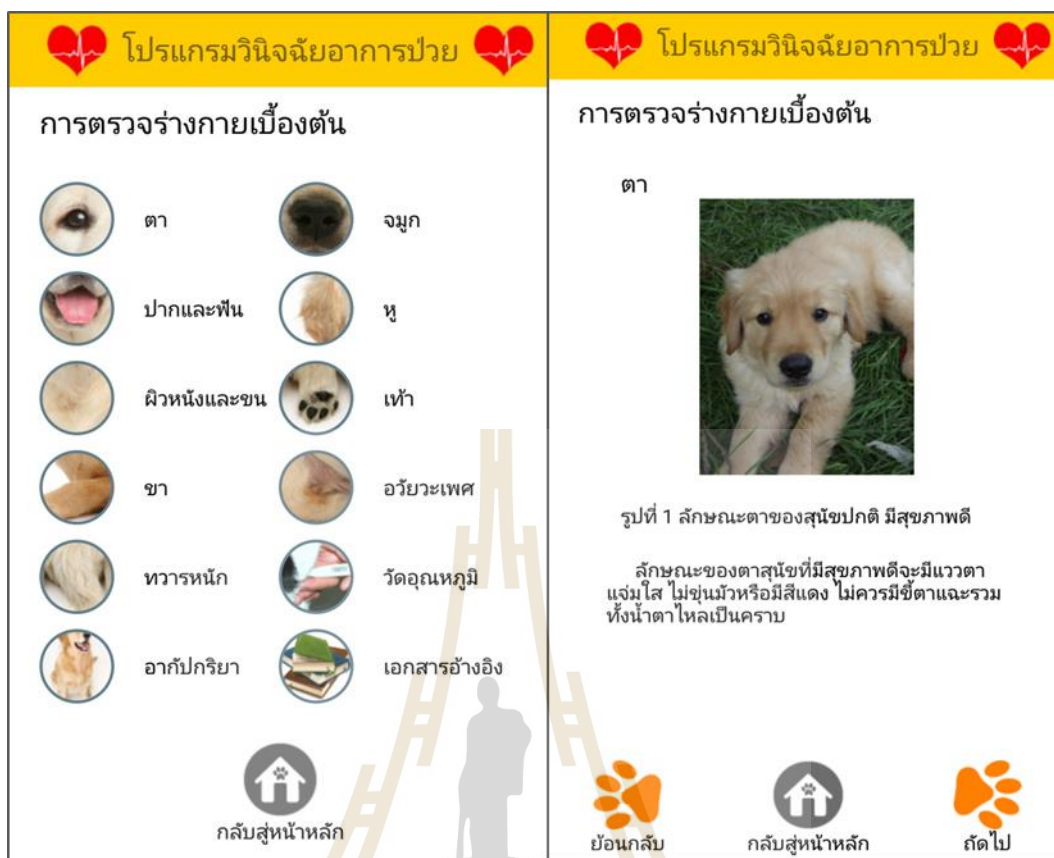 โปรแกรมวินิจฉัยอาการป่วย
การตรวจร่างกายเบื้องต้น
ตา
จมูก
ปากและฟัน
หู
ผิวหนังและขน
เท้า
ขา
อวัยวะเพศ
ทวารหนัก
วัดอุณหภูมิ
อากัปกริยา
เอกสารอ้างอิง
กลับสู่หน้าหลัก
โปรแกรมวินิจฉัยอาการป่วย
การตรวจร่างกายเบื้องต้น
ตา
รูปที่ 1 ลักษณะตาของสุนัขปกติ มีสุขภาพดี
ลักษณะของตาสุนัขที่มีสุขภาพดีจะมีแววตา
แจ่มใส ไม่ขุ่นมัวหรือมีสีแดง ไม่ควรมีขี้ตาแฉะรวม
ทั้งน้ำตาไหลเป็นคราบ
ย้อนกลับ
กลับสู่หน้าหลัก
ถัดไป